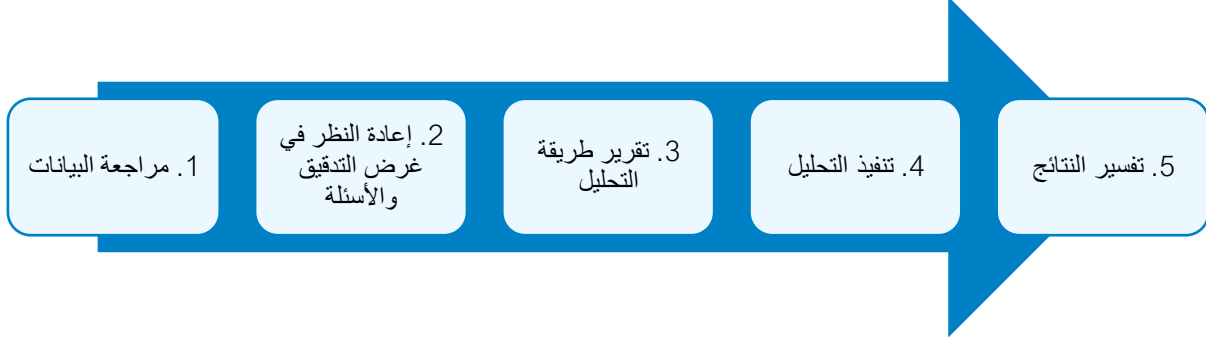 1. مراجعة البيانات
2. إعادة النظر في
غرض التدقيق
والأسئلة
3. تقرير طريقة
التحليل
4. تنفيذ التحليل
5. تفسير النتائج